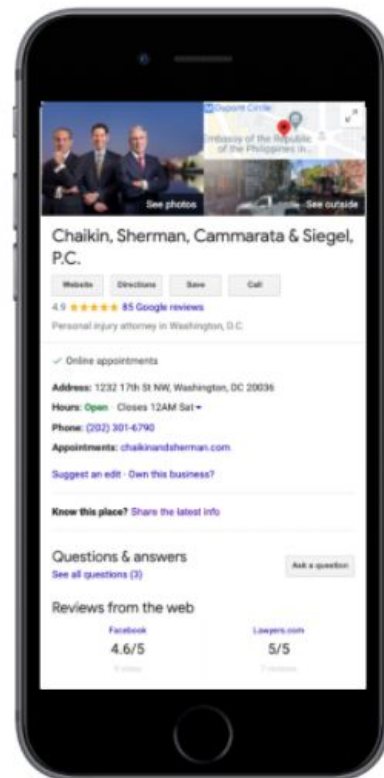 Dupont Circle
Embassy of the Republic
of the Philippines in...
See photos
See outside
Chaikin, Sherman, Cammarata & Siegel,
P.C.
Website Directions Save Call
4.9 ★★★★★ 85 Google reviews
Personal injury attorney in Washington, D.C.
✓ Online appointments
Address: 1232 17th St NW, Washington, DC 20036
Hours: Open · Closes 12AM Sat
Phone: (202) 301-6790
Appointments: chaikinandsherman.com
Suggest an edit · Own this business?
Know this place? Share the latest info
Questions & answers
Ask a question
See all questions (3)
Reviews from the web
Facebook Lawyers.com
4.6/5 5/5
7 reviews